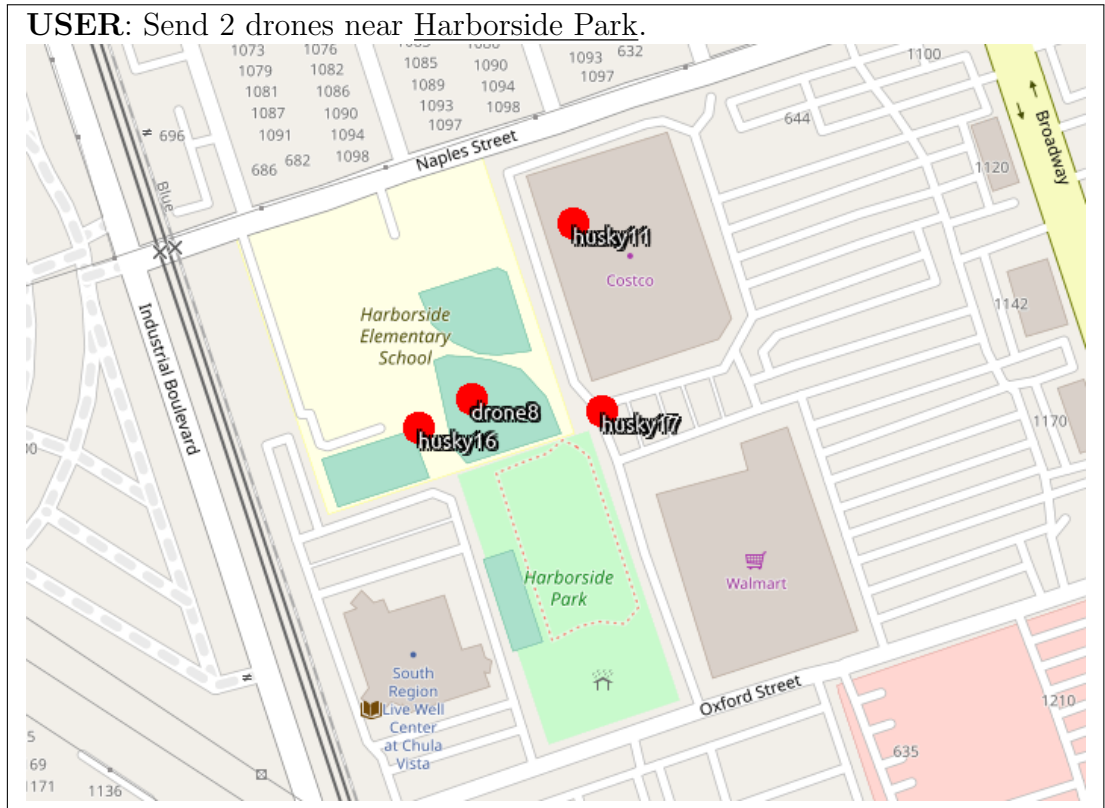 USER: Send 2 drones near Harborside Park.
1073
1076
1079
1082
1081
1086
1087
1090
1091
1094
1098
686
682
696
1085
1090
1089
1094
1093
1098
1097
1093
632
1097
1100
644
Naples Street
Broadway
1120
1142
1170
Blue
Industrial Boulevard
husky11
Costco
Harborside
Elementary
School
drone8
husky16
husky17
Harborside
Park
Walmart
South
Region
Live Well
Center
at Chula
Vista
Oxford Street
1210
635
69
1171
1136